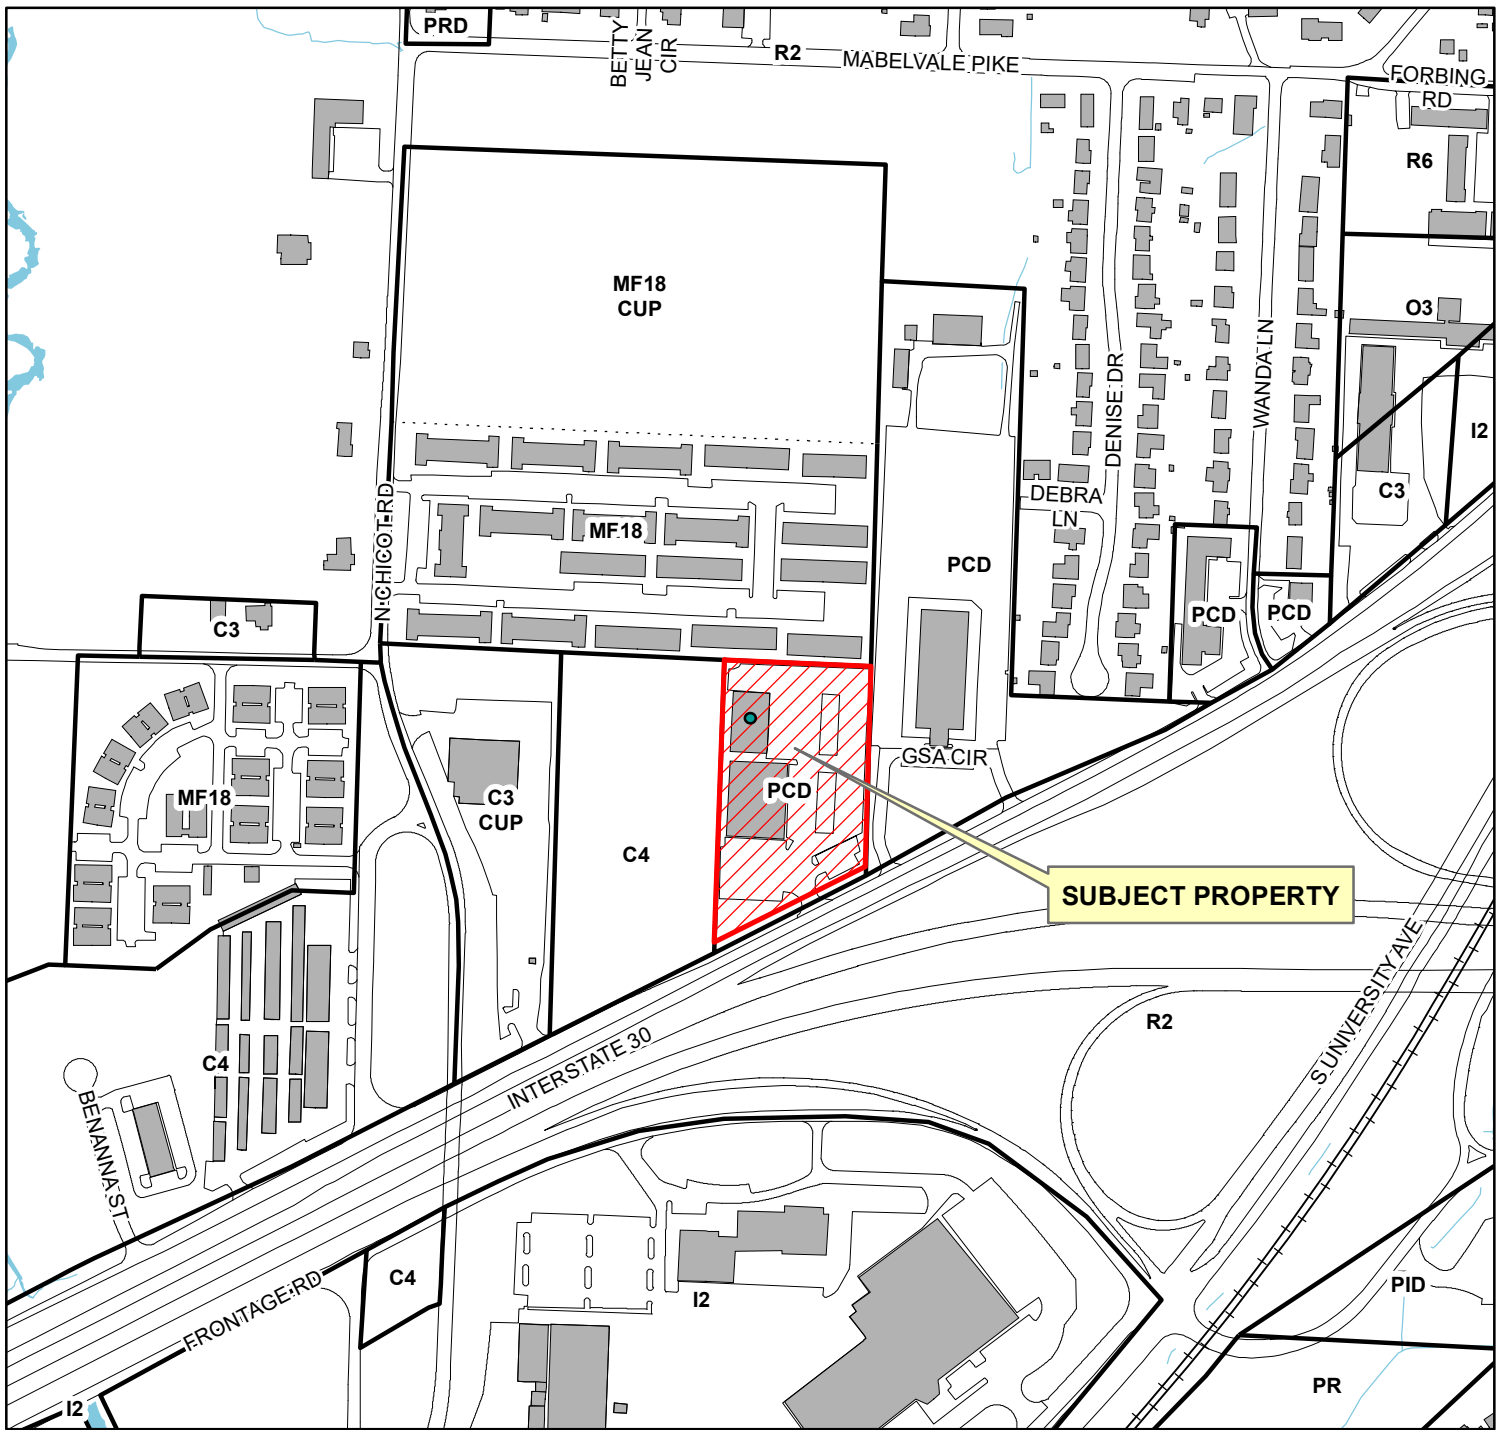 PRD
BETTY
JEAN
CIR
R2
MABELVALE PIKE
FORBING
RD
R6
MF18
CUP
O3
DENISE DR
WANDA LN
I2
C3
DEBRA
LN
N CHICOT RD
MF18
PCD
PCD
PCD
C3
GSA CIR
MF18
C3
CUP
PCD
C4
SUBJECT PROPERTY
R2
S UNIVERSITY AVE
INTERSTATE 30
C4
BENANNA ST
C4
FRONTAGE RD
I2
PID
PR
I2